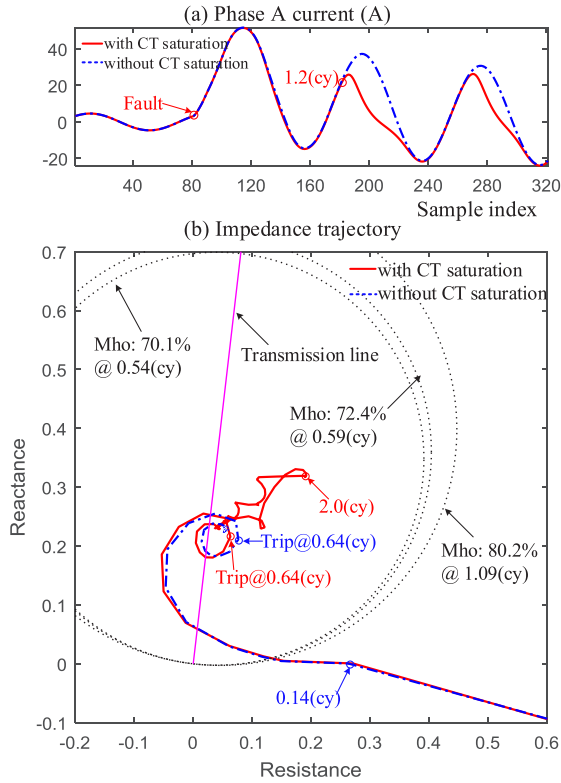 (a) Phase A current (A)
with CT saturation
without CT saturation
40
20
0
-20
Fault
1.2(cy)
40 80 120 160 200 240 280 320
Sample index
(b) Impedance trajectory
0.7
0.6
0.5
0.4
0.3
0.2
0.1
0
-0.1
Reactance
with CT saturation
without CT saturation
Mho: 70.1%
@ 0.54(cy)
Transmission line
Mho: 72.4%
@ 0.59(cy)
2.0(cy)
Trip@0.64(cy)
Trip@0.64(cy)
Mho: 80.2%
@ 1.09(cy)
0.14(cy)
-0.2 -0.1 0 0.1 0.2 0.3 0.4 0.5 0.6
Resistance